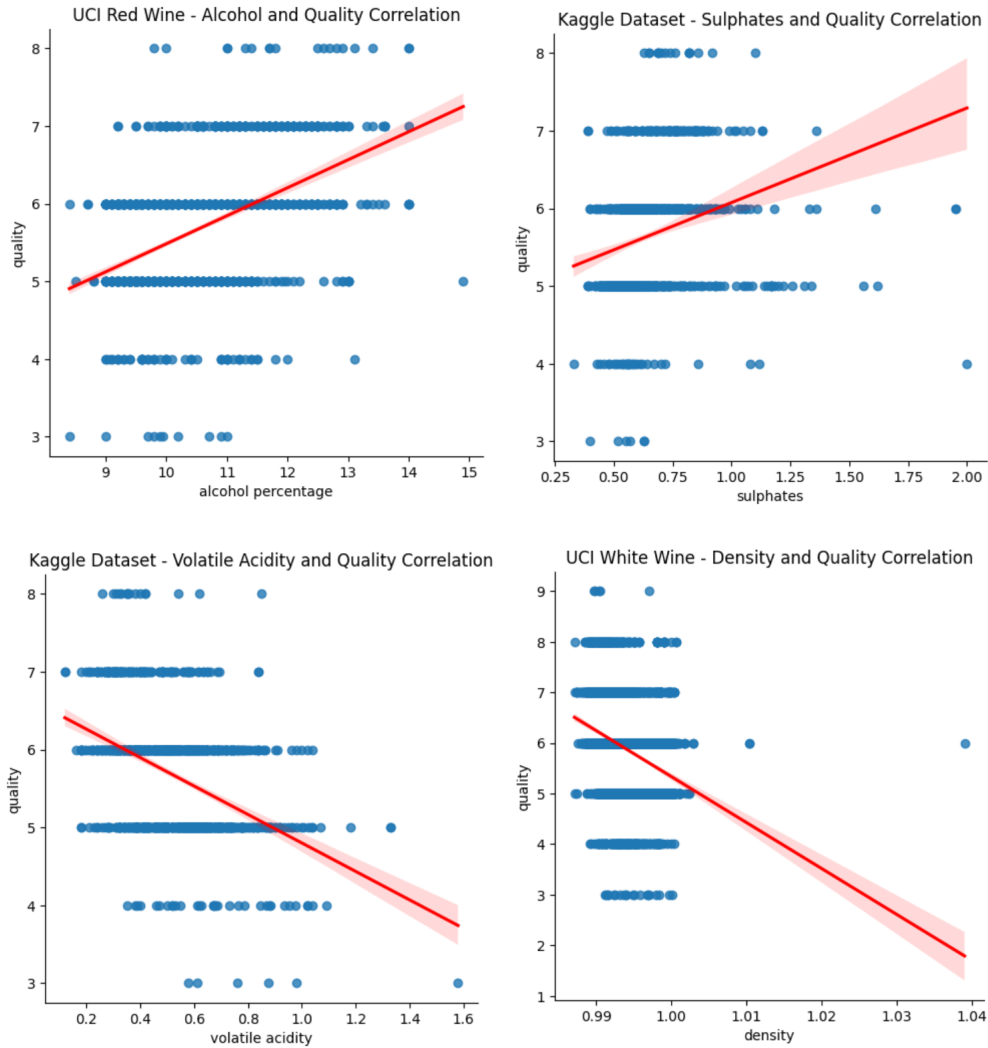 UCI Red Wine - Alcohol and Quality Correlation
8
7
6
5
4
3
quality
9 10 11 12 13 14 15
alcohol percentage
Kaggle Dataset - Sulphates and Quality Correlation
8
7
6
5
4
3
quality
0.25 0.50 0.75 1.00 1.25 1.50 1.75 2.00
sulphates
Kaggle Dataset - Volatile Acidity and Quality Correlation
8
7
6
5
4
3
quality
0.2 0.4 0.6 0.8 1.0 1.2 1.4 1.6
volatile acidity
UCI White Wine - Density and Quality Correlation
9
8
7
6
5
4
3
2
1
quality
0.99 1.00 1.01 1.02 1.03 1.04
density